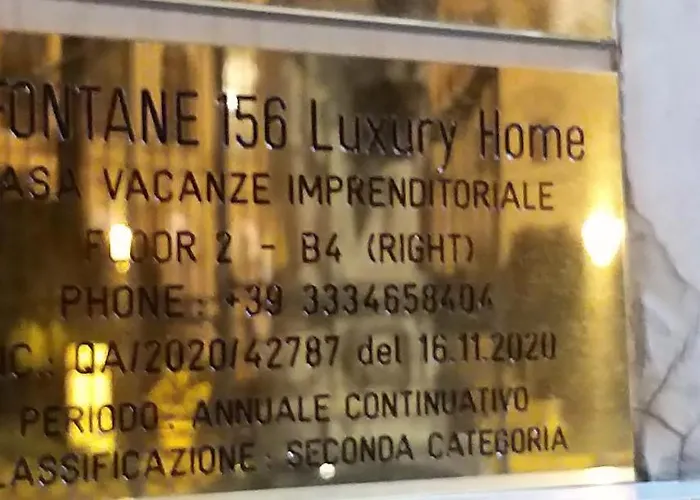 FONTANE 156 Luxury Home
ASA VACANZE IMPRENDITORIALE
FLOOR 2 - B4 (RIGHT)
PHONE: +39 3334658404
IC.: QA/2020/42787 del 16.11.2020
PERIODO: ANNUALE CONTINUATIVO
LASSIFICAZIONE: SECONDA CATEGORIA